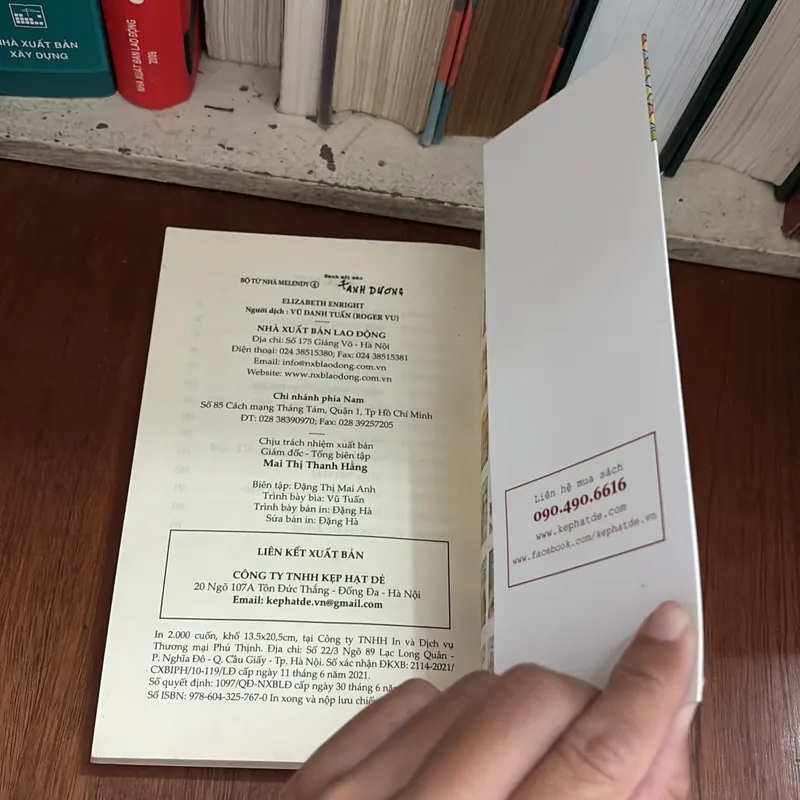 NHÀ XUẤT BẢN
XÂY DỰNG
NHÀ XUẤT BẢN LAO ĐỘNG
2009
BỘ TỨ NHÀ MELENDY 4
XANH DƯƠNG
ELIZABETH ENRIGHT
Người dịch : VŨ DANH TUẤN (ROGER VU)
NHÀ XUẤT BẢN LAO ĐỘNG
Địa chỉ: Số 175 Giảng Võ - Hà Nội
Điện thoại: 024 38515380; Fax: 024 38515381
Email: info@nxblaodong.com.vn
Website: www.nxblaodong.com.vn
Chi nhánh phía Nam
Số 85 Cách mạng Tháng Tám, Quận 1, Tp Hồ Chí Minh
ĐT: 028 38390970; Fax: 028 39257205
Chịu trách nhiệm xuất bản
Giám đốc - Tổng biên tập
Mai Thị Thanh Hằng
Biên tập: Đặng Thị Mai Anh
Trình bày bìa: Vũ Tuấn
Trình bày bản in: Đặng Hà
Sửa bản in: Đặng Hà
LIÊN KẾT XUẤT BẢN
CÔNG TY TNHH KẸP HẠT DẺ
20 Ngõ 107A Tôn Đức Thắng - Đống Đa - Hà Nội
Email: kephatde.vn@gmail.com
In 2.000 cuốn, khổ 13.5x20,5cm, tại Công ty TNHH In và Dịch vụ
Thương mại Phú Thịnh. Địa chỉ: Số 22/3 Ngõ 89 Lạc Long Quân -
P. Nghĩa Đô - Q. Cầu Giấy - Tp. Hà Nội. Số xác nhận ĐKXB: 2114-2021/
CXBIPH/10-119/LĐ cấp ngày 11 tháng 6 năm 2021.
Số quyết định: 1097/QĐ-NXBLĐ cấp ngày 30 tháng 6
Số ISBN: 978-604-325-767-0 In xong và nộp lưu
Liên hệ mua sách
090.490.6616
www.kephatde.com
www.facebook.com/kephatde.vn